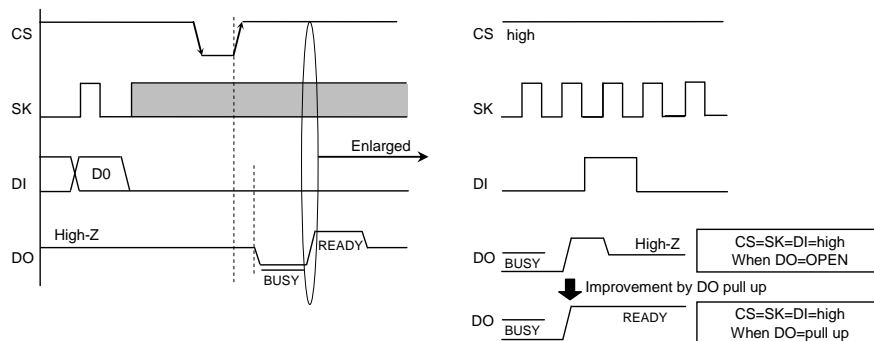 CS
SK
DI
D0
Enlarged
High-Z
DO
READY
BUSY
CS high
SK
DI
High-Z
DO
BUSY
CS=SK=DI=high
When DO=OPEN
Improvement by DO pull up
DO
BUSY
READY
CS=SK=DI=high
When DO=pull up